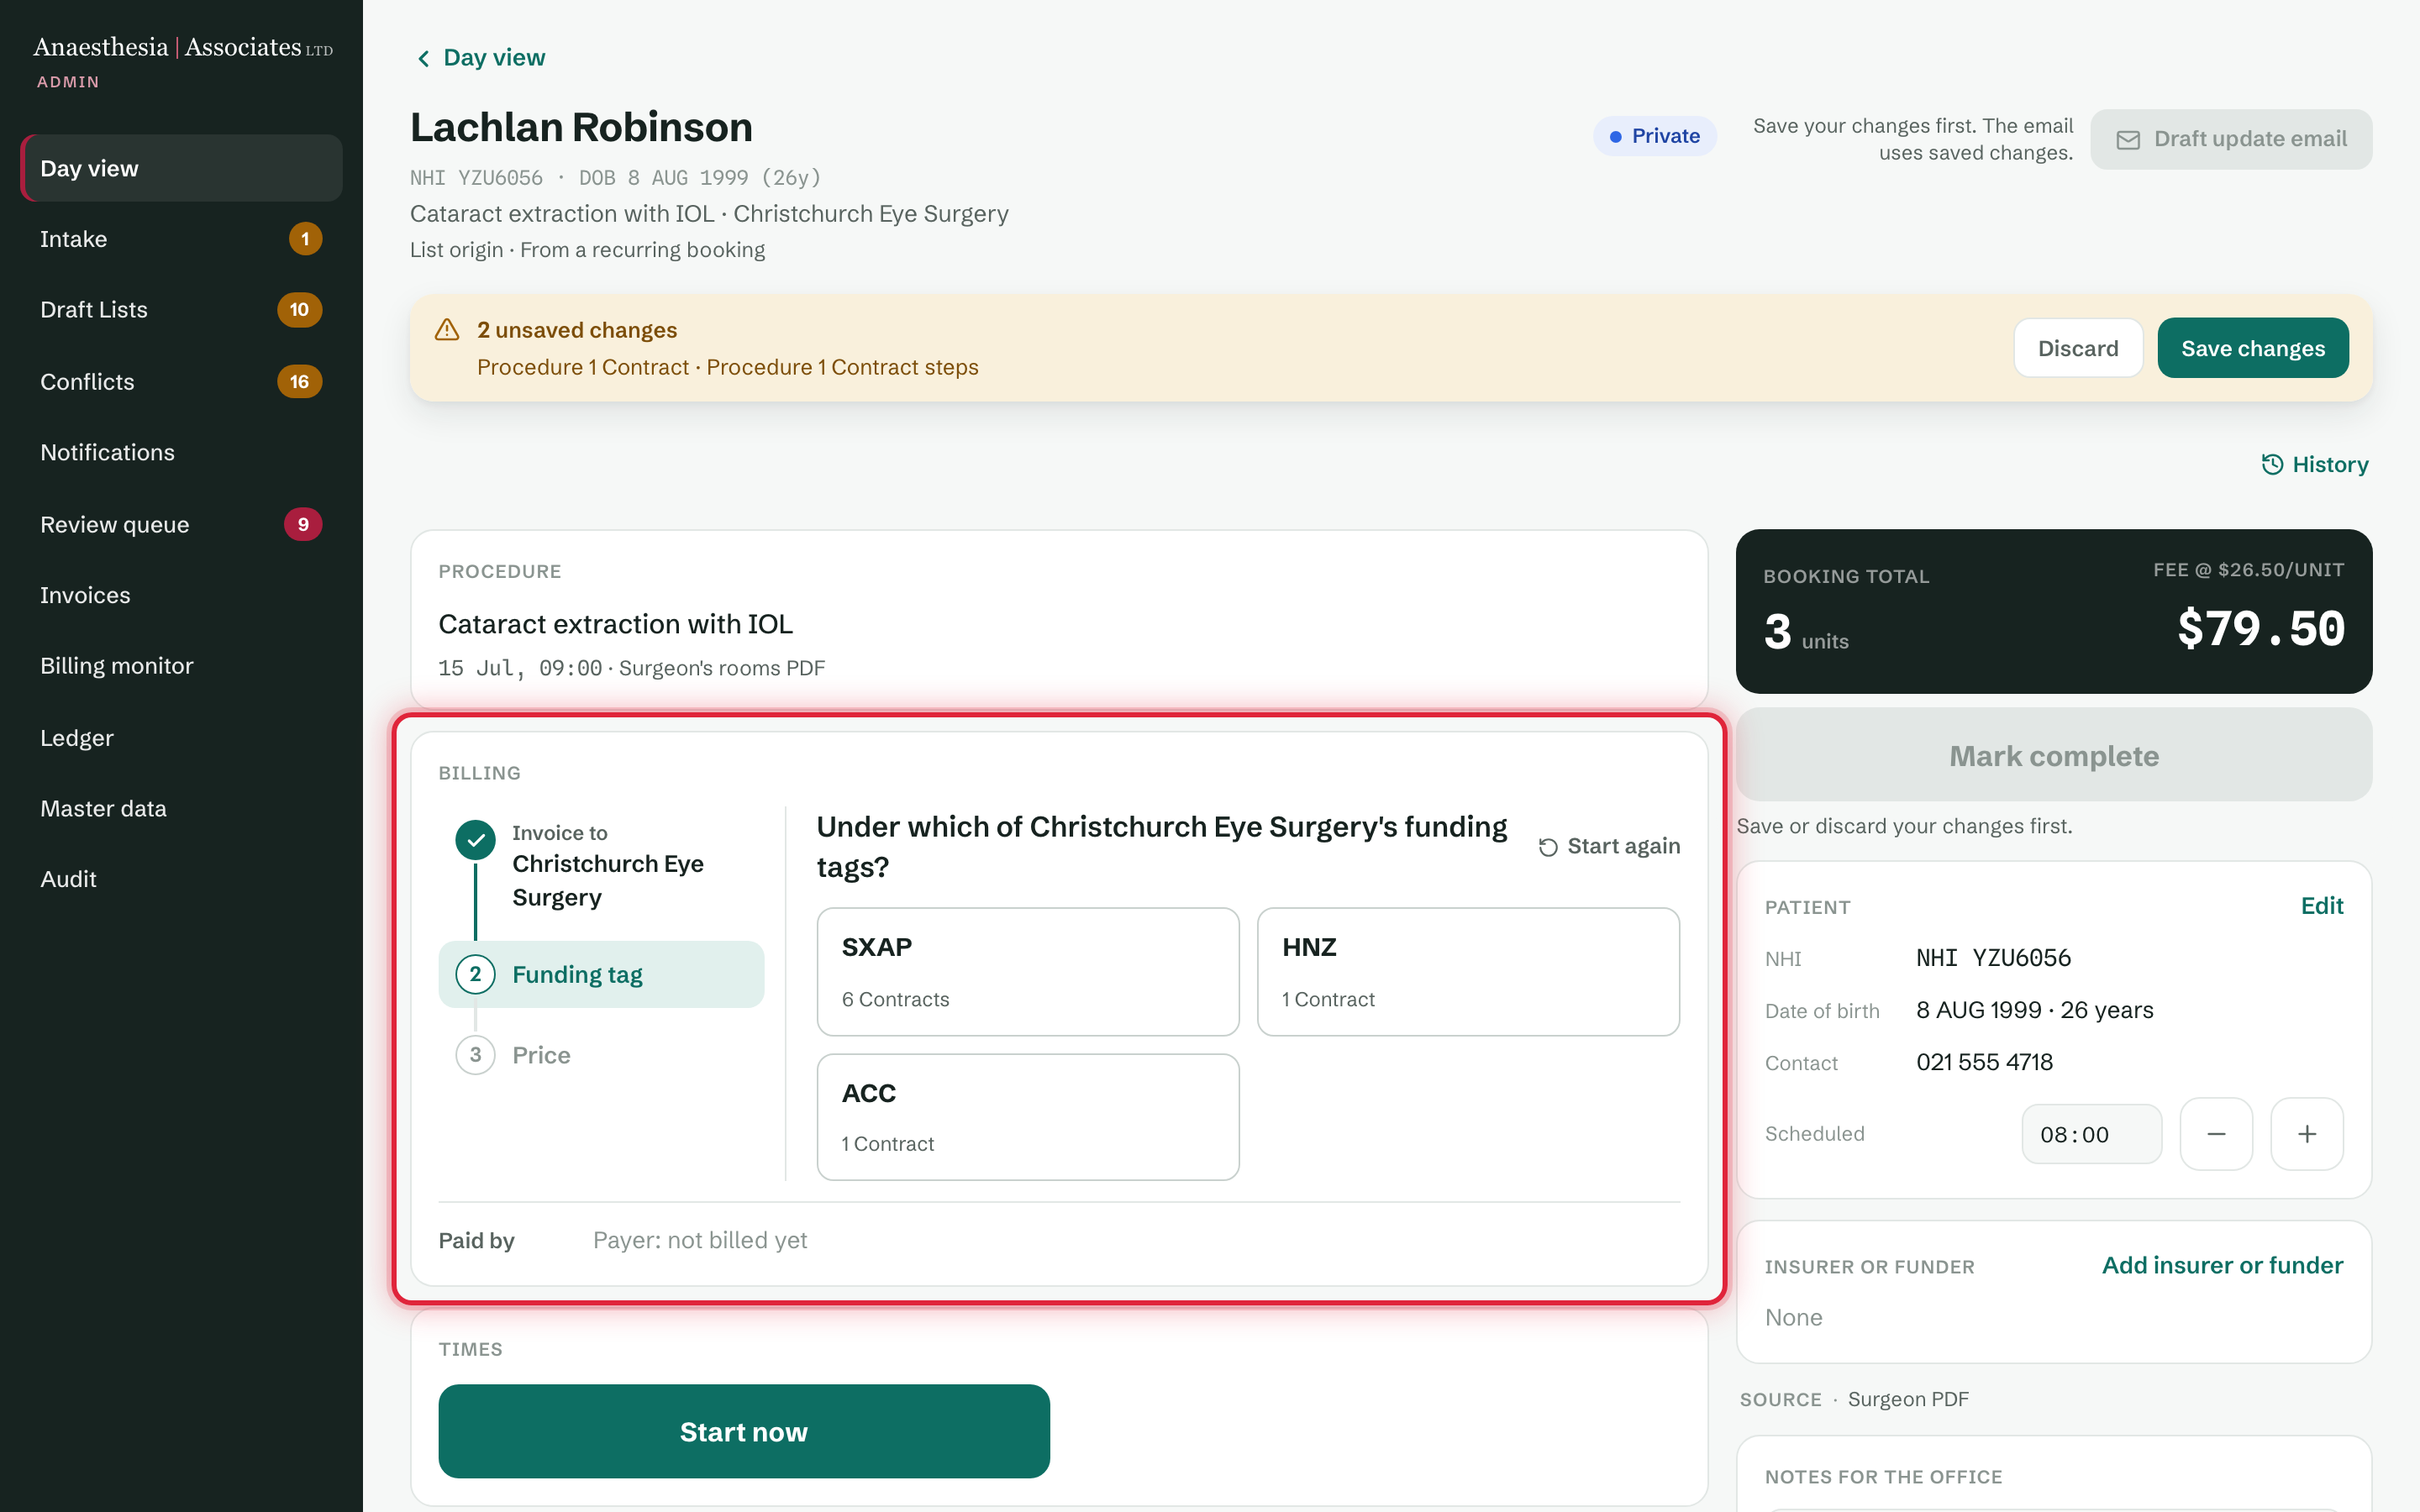 Anaesthesia | Associates LTD
ADMIN
Day view
Intake 1
Draft Lists 10
Conflicts 16
Notifications
Review queue 9
Invoices
Billing monitor
Ledger
Master data
Audit
Day view
Lachlan Robinson
NHI YZU6056 · DOB 8 AUG 1999 (26y)
Cataract extraction with IOL · Christchurch Eye Surgery
List origin · From a recurring booking
Private
Save your changes first. The email
uses saved changes.
Draft update email
2 unsaved changes
Procedure 1 Contract · Procedure 1 Contract steps
Discard
Save changes
History
PROCEDURE
Cataract extraction with IOL
15 Jul, 09:00 · Surgeon's rooms PDF
BILLING
Invoice to
Christchurch Eye
Surgery
2 Funding tag
3 Price
Under which of Christchurch Eye Surgery's funding
tags?
Start again
SXAP
6 Contracts
HNZ
1 Contract
ACC
1 Contract
Paid by Payer: not billed yet
TIMES
Start now
BOOKING TOTAL
FEE @ $26.50/UNIT
3 units
$79.50
Mark complete
Save or discard your changes first.
PATIENT
Edit
NHI NHI YZU6056
Date of birth 8 AUG 1999 · 26 years
Contact 021 555 4718
Scheduled 08:00 − +
INSURER OR FUNDER
Add insurer or funder
None
SOURCE · Surgeon PDF
NOTES FOR THE OFFICE